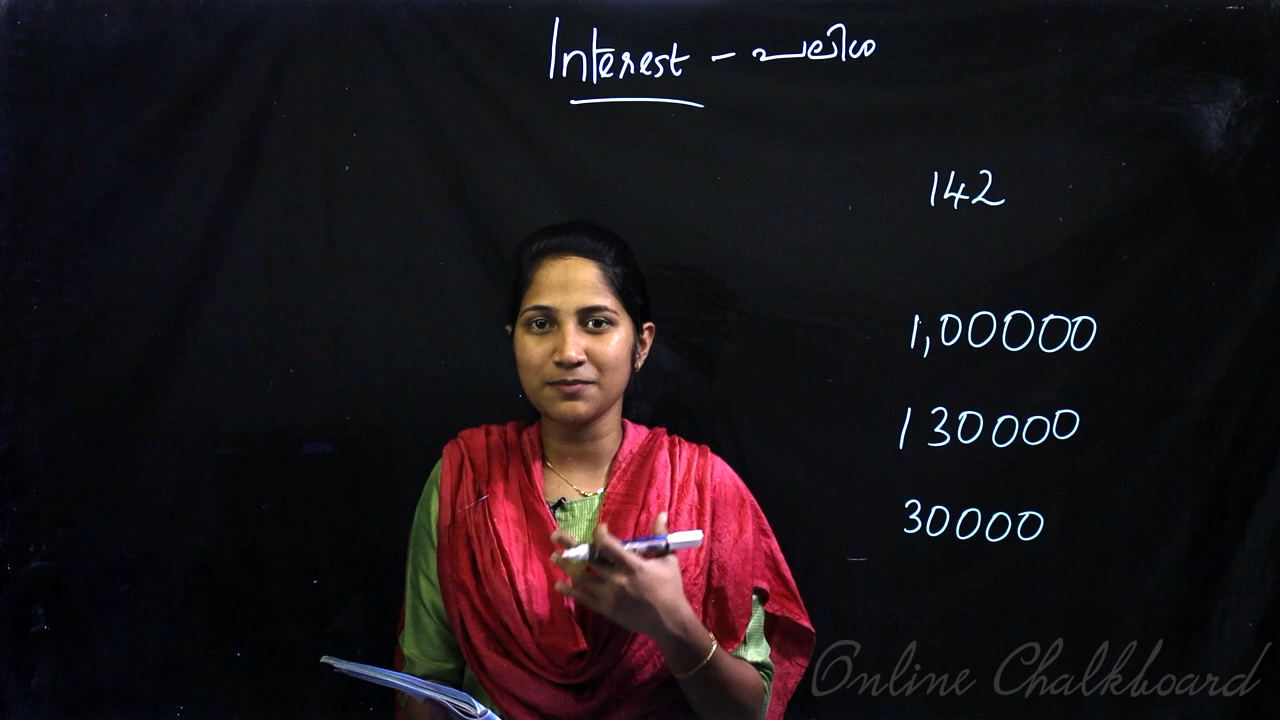 Interest - പലിശ
142
1,00000
130000
30000
Online Chalkboard